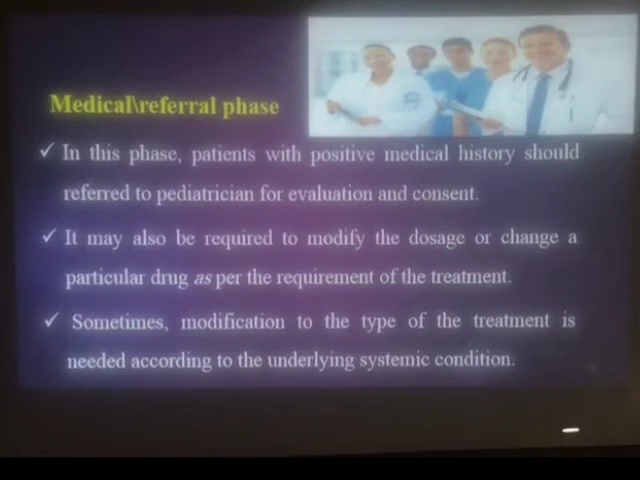 Medical\referral phase
✓ In this phase, patients with positive medical history should
referred to pediatrician for evaluation and consent.
✓ It may also be required to modify the dosage or change a
particular drug as per the requirement of the treatment.
✓ Sometimes, modification to the type of the treatment is
needed according to the underlying systemic condition.